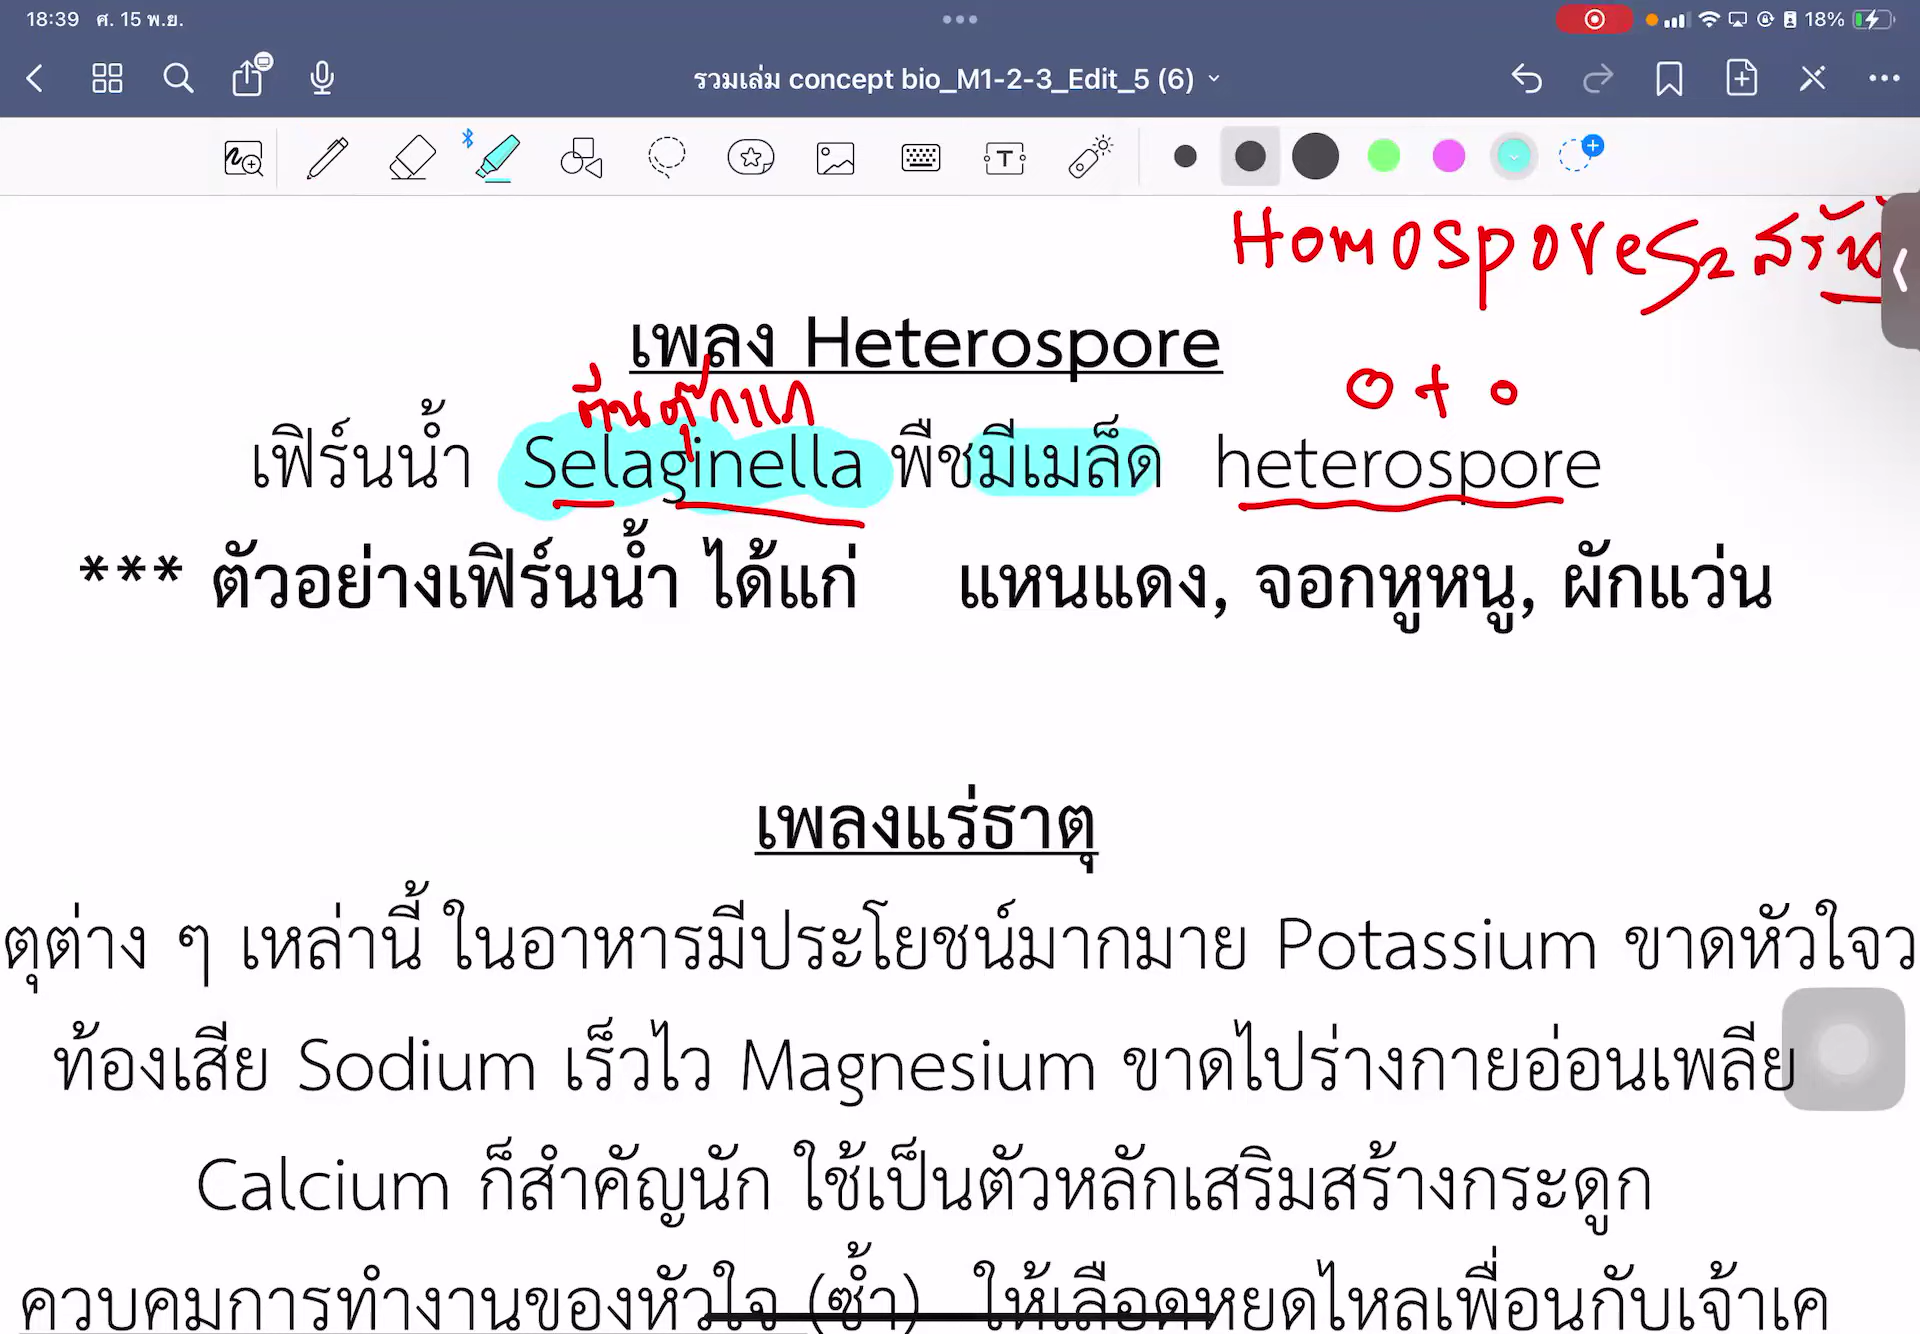 18:39 ศ. 15 พ.ย.
18%
รวมเล่ม concept bio_M1-2-3_Edit_5 (6)
Homospore
เพลง Heterospore
ตีนตุ๊กแก
เฟิร์นน้ำ Selaginella พืชมีเมล็ด heterospore
*** ตัวอย่างเฟิร์นน้ำ ได้แก่ แหนแดง, จอกหูหนู, ผักแว่น
เพลงแร่ธาตุ
ตุต่าง ๆ เหล่านี้ ในอาหารมีประโยชน์มากมาย Potassium ขาดหัวใจว
ท้องเสีย Sodium เร็วไว Magnesium ขาดไปร่างกายอ่อนเพลีย
Calcium ก็สำคัญนัก ใช้เป็นตัวหลักเสริมสร้างกระดูก
ควบคุมการทำงานของหัวใจ (ซ้ำ) ให้เลือดหยดไหลเพื่อนกับเจ้าเค